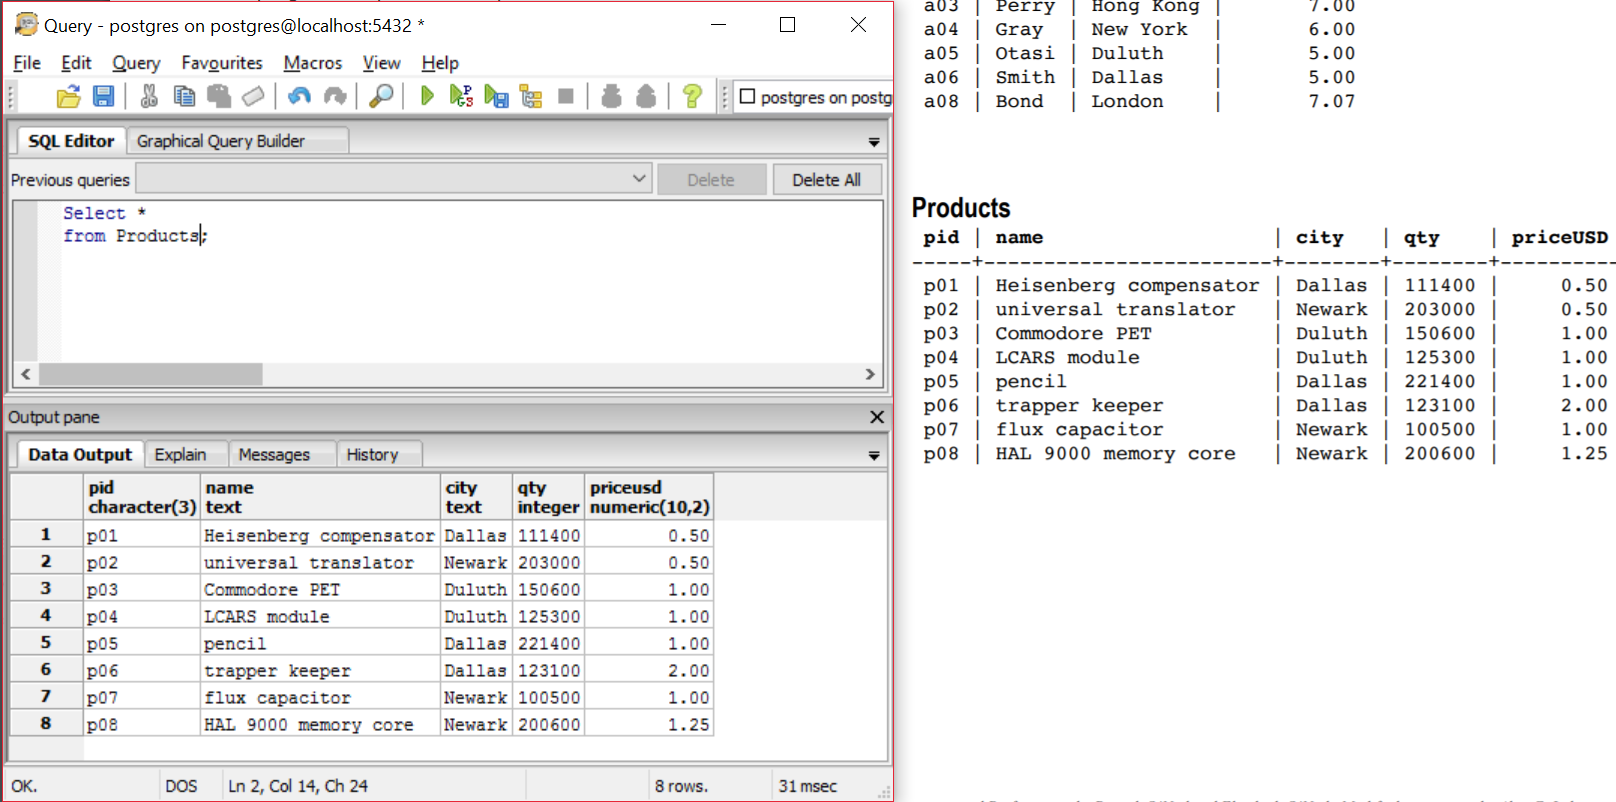 Query - postgres on postgres@localhost:5432 *
File Edit Query Favourites Macros View Help
postgres on postg
SQL Editor Graphical Query Builder
Previous queries Delete Delete All
Select *
from Products;
Output pane
Data Output Explain Messages History
pid name city qty priceusd
character(3) text text integer numeric(10,2)
1 p01 Heisenberg compensator Dallas 111400 0.50
2 p02 universal translator Newark 203000 0.50
3 p03 Commodore PET Duluth 150600 1.00
4 p04 LCARS module Duluth 125300 1.00
5 p05 pencil Dallas 221400 1.00
6 p06 trapper keeper Dallas 123100 2.00
7 p07 flux capacitor Newark 100500 1.00
8 p08 HAL 9000 memory core Newark 200600 1.25
OK. DOS Ln 2, Col 14, Ch 24 8 rows. 31 msec
a03 | Perry | Hong Kong | 7.00
a04 | Gray | New York | 6.00
a05 | Otasi | Duluth | 5.00
a06 | Smith | Dallas | 5.00
a08 | Bond | London | 7.07
Products
pid | name | city | qty | priceUSD
-----+------------------------+--------+--------+----------
p01 | Heisenberg compensator | Dallas | 111400 | 0.50
p02 | universal translator | Newark | 203000 | 0.50
p03 | Commodore PET | Duluth | 150600 | 1.00
p04 | LCARS module | Duluth | 125300 | 1.00
p05 | pencil | Dallas | 221400 | 1.00
p06 | trapper keeper | Dallas | 123100 | 2.00
p07 | flux capacitor | Newark | 100500 | 1.00
p08 | HAL 9000 memory core | Newark | 200600 | 1.25